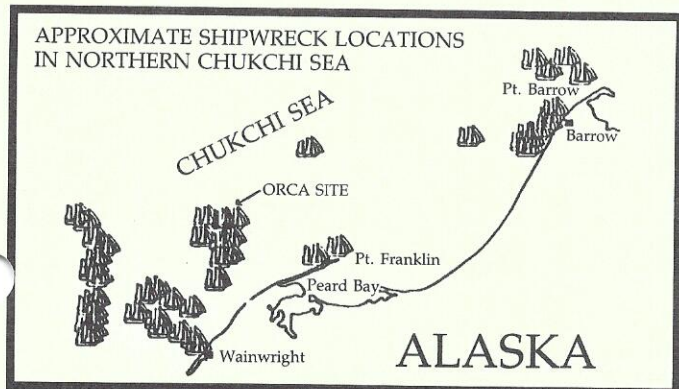 APPROXIMATE SHIPWRECK LOCATIONS
IN NORTHERN CHUKCHI SEA
Pt. Barrow
CHUKCHI SEA
Barrow
ORCA SITE
Pt. Franklin
Peard Bay
Wainwright
ALASKA